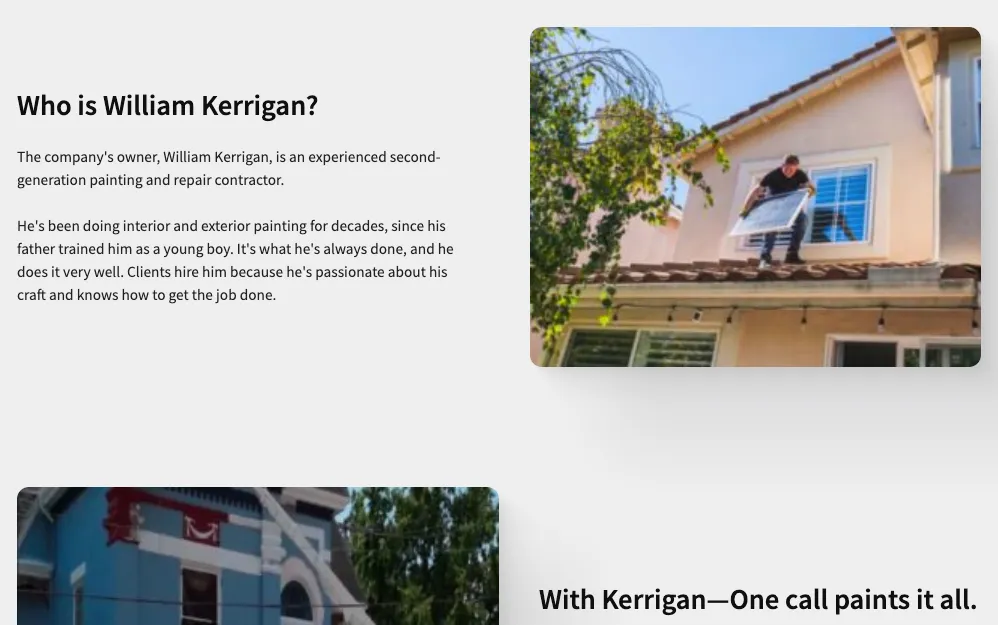 Who is William Kerrigan?
The company's owner, William Kerrigan, is an experienced second-
generation painting and repair contractor.
He's been doing interior and exterior painting for decades, since his
father trained him as a young boy. It's what he's always done, and he
does it very well. Clients hire him because he's passionate about his
craft and knows how to get the job done.
With Kerrigan—One call paints it all.